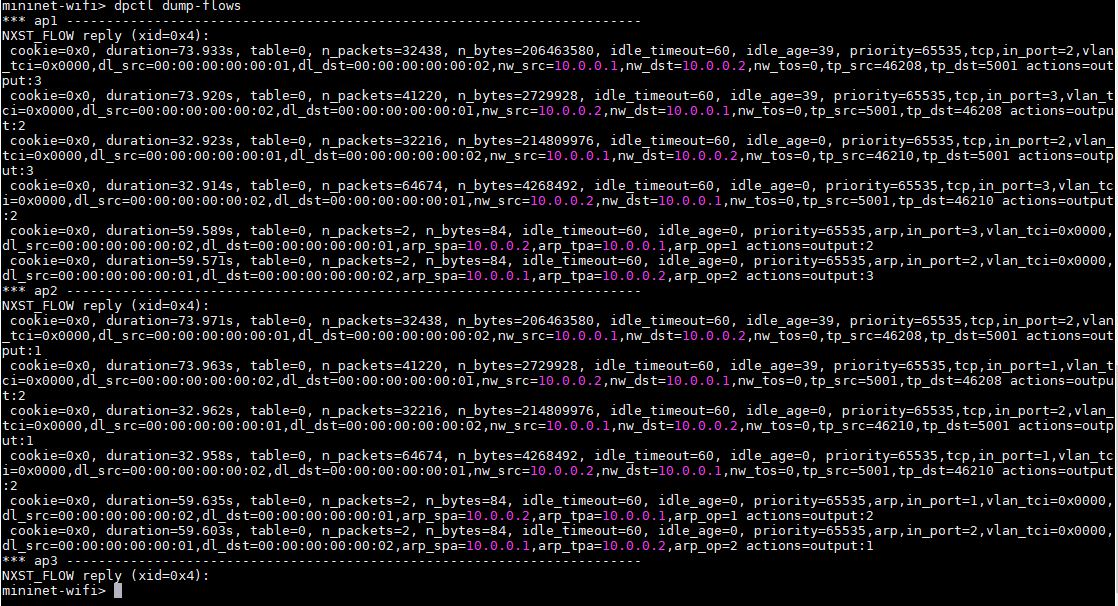 mininet-wifi> dpctl dump-flows
*** ap1 ------------------------------------------------------------------------
NXST_FLOW reply (xid=0x4):
 cookie=0x0, duration=73.933s, table=0, n_packets=32438, n_bytes=206463580, idle_timeout=60, idle_age=39, priority=65535,tcp,in_port=2,vlan
_tci=0x0000,dl_src=00:00:00:00:00:01,dl_dst=00:00:00:00:00:02,nw_src=10.0.0.1,nw_dst=10.0.0.2,nw_tos=0,tp_src=46208,tp_dst=5001 actions=out
put:3
 cookie=0x0, duration=73.920s, table=0, n_packets=41220, n_bytes=2729928, idle_timeout=60, idle_age=39, priority=65535,tcp,in_port=3,vlan_t
ci=0x0000,dl_src=00:00:00:00:00:02,dl_dst=00:00:00:00:00:01,nw_src=10.0.0.2,nw_dst=10.0.0.1,nw_tos=0,tp_src=5001,tp_dst=46208 actions=outpu
t:2
 cookie=0x0, duration=32.923s, table=0, n_packets=32216, n_bytes=214809976, idle_timeout=60, idle_age=0, priority=65535,tcp,in_port=2,vlan_
tci=0x0000,dl_src=00:00:00:00:00:01,dl_dst=00:00:00:00:00:02,nw_src=10.0.0.1,nw_dst=10.0.0.2,nw_tos=0,tp_src=46210,tp_dst=5001 actions=outp
ut:3
 cookie=0x0, duration=32.914s, table=0, n_packets=64674, n_bytes=4268492, idle_timeout=60, idle_age=0, priority=65535,tcp,in_port=3,vlan_tc
i=0x0000,dl_src=00:00:00:00:00:02,dl_dst=00:00:00:00:00:01,nw_src=10.0.0.2,nw_dst=10.0.0.1,nw_tos=0,tp_src=5001,tp_dst=46210 actions=output
:2
 cookie=0x0, duration=59.589s, table=0, n_packets=2, n_bytes=84, idle_timeout=60, idle_age=0, priority=65535,arp,in_port=3,vlan_tci=0x0000,
dl_src=00:00:00:00:00:02,dl_dst=00:00:00:00:00:01,arp_spa=10.0.0.2,arp_tpa=10.0.0.1,arp_op=1 actions=output:2
 cookie=0x0, duration=59.571s, table=0, n_packets=2, n_bytes=84, idle_timeout=60, idle_age=0, priority=65535,arp,in_port=2,vlan_tci=0x0000,
dl_src=00:00:00:00:00:01,dl_dst=00:00:00:00:00:02,arp_spa=10.0.0.1,arp_tpa=10.0.0.2,arp_op=2 actions=output:3
*** ap2 ------------------------------------------------------------------------
NXST_FLOW reply (xid=0x4):
 cookie=0x0, duration=73.971s, table=0, n_packets=32438, n_bytes=206463580, idle_timeout=60, idle_age=39, priority=65535,tcp,in_port=2,vlan
_tci=0x0000,dl_src=00:00:00:00:00:01,dl_dst=00:00:00:00:00:02,nw_src=10.0.0.1,nw_dst=10.0.0.2,nw_tos=0,tp_src=46208,tp_dst=5001 actions=out
put:1
 cookie=0x0, duration=73.963s, table=0, n_packets=41220, n_bytes=2729928, idle_timeout=60, idle_age=39, priority=65535,tcp,in_port=1,vlan_t
ci=0x0000,dl_src=00:00:00:00:00:02,dl_dst=00:00:00:00:00:01,nw_src=10.0.0.2,nw_dst=10.0.0.1,nw_tos=0,tp_src=5001,tp_dst=46208 actions=outpu
t:2
 cookie=0x0, duration=32.962s, table=0, n_packets=32216, n_bytes=214809976, idle_timeout=60, idle_age=0, priority=65535,tcp,in_port=2,vlan_
tci=0x0000,dl_src=00:00:00:00:00:01,dl_dst=00:00:00:00:00:02,nw_src=10.0.0.1,nw_dst=10.0.0.2,nw_tos=0,tp_src=46210,tp_dst=5001 actions=outp
ut:1
 cookie=0x0, duration=32.958s, table=0, n_packets=64674, n_bytes=4268492, idle_timeout=60, idle_age=0, priority=65535,tcp,in_port=1,vlan_tc
i=0x0000,dl_src=00:00:00:00:00:02,dl_dst=00:00:00:00:00:01,nw_src=10.0.0.2,nw_dst=10.0.0.1,nw_tos=0,tp_src=5001,tp_dst=46210 actions=output
:2
 cookie=0x0, duration=59.635s, table=0, n_packets=2, n_bytes=84, idle_timeout=60, idle_age=0, priority=65535,arp,in_port=1,vlan_tci=0x0000,
dl_src=00:00:00:00:00:02,dl_dst=00:00:00:00:00:01,arp_spa=10.0.0.2,arp_tpa=10.0.0.1,arp_op=1 actions=output:2
 cookie=0x0, duration=59.603s, table=0, n_packets=2, n_bytes=84, idle_timeout=60, idle_age=0, priority=65535,arp,in_port=2,vlan_tci=0x0000,
dl_src=00:00:00:00:00:01,dl_dst=00:00:00:00:00:02,arp_spa=10.0.0.1,arp_tpa=10.0.0.2,arp_op=2 actions=output:1
*** ap3 ------------------------------------------------------------------------
NXST_FLOW reply (xid=0x4):
mininet-wifi>